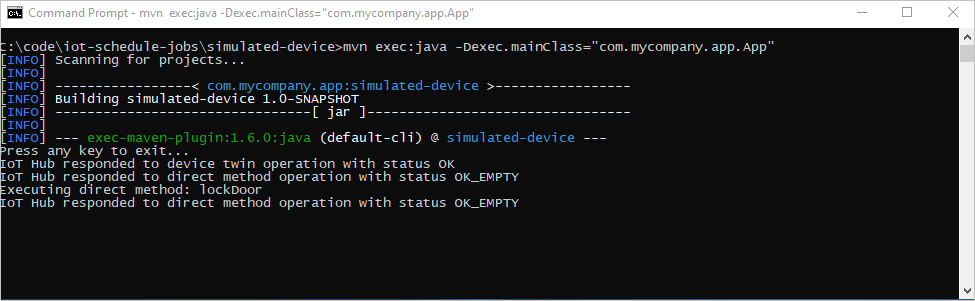 Command Prompt - mvn  exec:java -Dexec.mainClass="com.mycompany.app.App"
C:\code\iot-schedule-jobs\simulated-device>mvn exec:java -Dexec.mainClass="com.mycompany.app.App"
[INFO] Scanning for projects...
[INFO]
[INFO] -----------------< com.mycompany.app:simulated-device >-----------------
[INFO] Building simulated-device 1.0-SNAPSHOT
[INFO] --------------------------------[ jar ]---------------------------------
[INFO]
[INFO] --- exec-maven-plugin:1.6.0:java (default-cli) @ simulated-device ---
Press any key to exit...
IoT Hub responded to device twin operation with status OK
IoT Hub responded to direct method operation with status OK_EMPTY
Executing direct method: lockDoor
IoT Hub responded to direct method operation with status OK_EMPTY